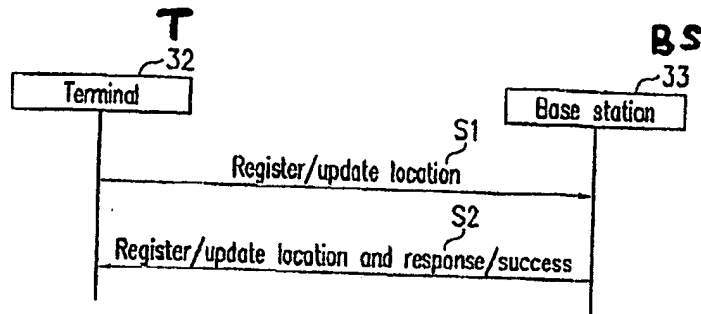 T
BS
32
33
Terminal
Base station
S1
Register/update location
S2
Register/update location and response/success